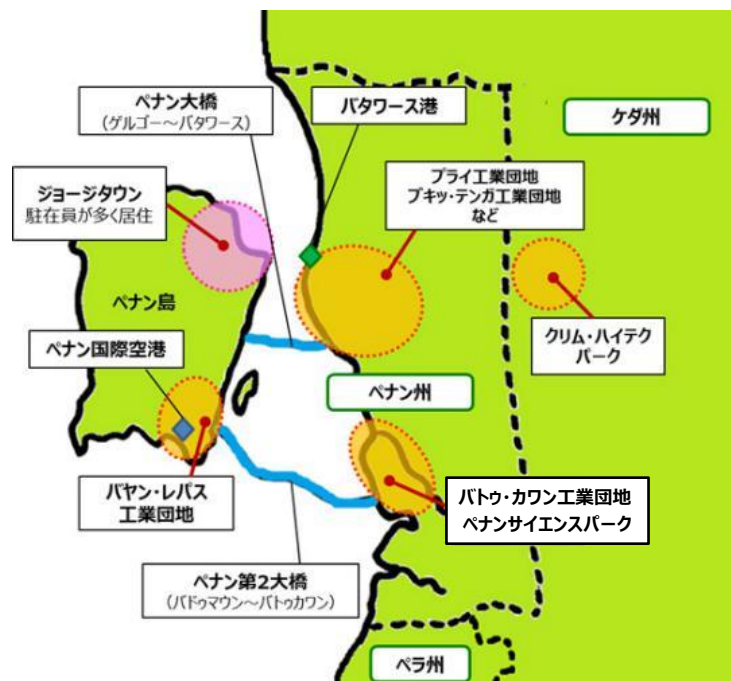 ペナン大橋
（ゲルゴー～バタワース）
バタワース港
ケダ州
ジョージタウン
駐在員が多く居住
プライ工業団地
ブキッ・テンガ工業団地
など
ペナン島
ペナン国際空港
クリム・ハイテク
パーク
ペナン州
バヤン・レパス
工業団地
バトゥ・カワン工業団地
ペナンサイエンスパーク
ペナン第2大橋
（バドゥマウン～バトゥカワン）
ペラ州